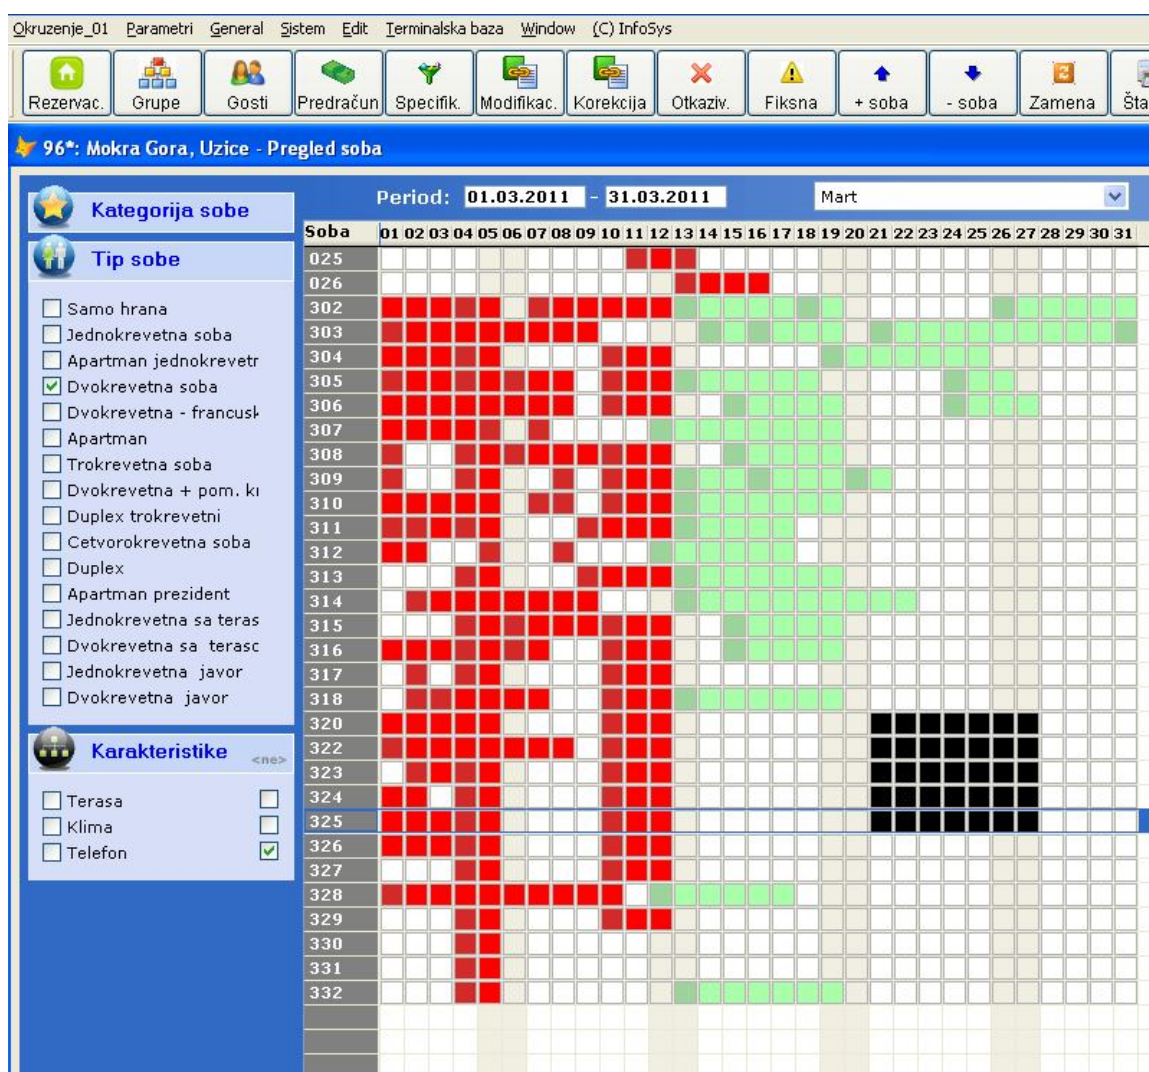 Okruzenje_01 Parametri General Sistem Edit Terminalska baza Window (C) InfoSys
Rezervac. Grupe Gosti Predračun Specifik. Modifikac. Korekcija Otkaziv. Fiksna + soba - soba Zamena
96*: Mokra Gora, Uzice - Pregled soba
Kategorija sobe
Tip sobe
Samo hrana
Jednokrevetna soba
Apartman
Dvokrevetna soba
Dvokrevetna -
Apartman
Trokrevetna soba
Dvokrevetna + pom.
Duplex trokrevetni
Cetvorokrevetna soba
Duplex
Apartman prezident
Jednokrevetna sa teras
Dvokrevetna sa
Jednokrevetna javor
Dvokrevetna javor
Karakteristike <ne>
Terasa
Klima
Telefon
Period: 01.03.2011 - 31.03.2011 Mart
Soba 01 02 03 04 05 06 07 08 09 10 11 12 13 14 15 16 17 18 19 20 21 22 23 24 25 26 27 28 29 30 31
025
026
302
303
304
305
306
307
308
309
310
311
312
313
314
315
316
317
318
320
322
323
324
325
326
327
328
329
330
331
332